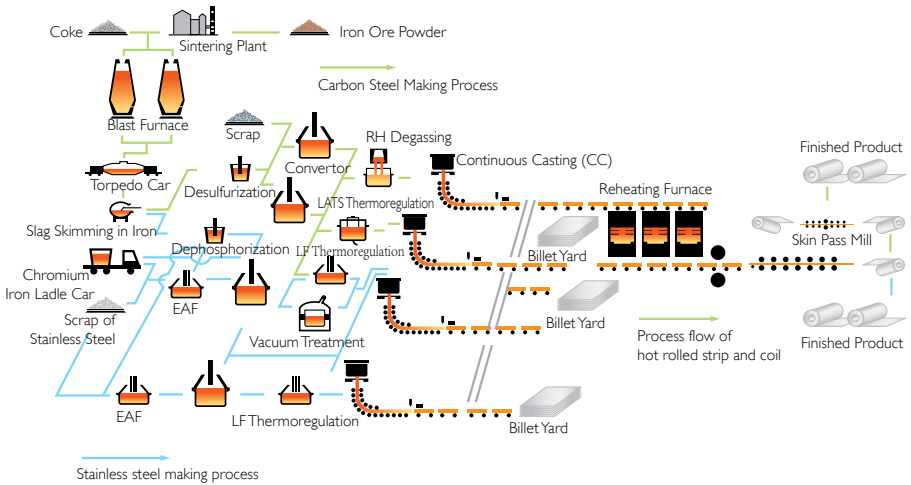 Coke
Sintering Plant
Iron Ore Powder
Carbon Steel Making Process
Blast Furnace
Scrap
RH Degassing
Convertor
Continuous Casting (CC)
Finished Product
Torpedo Car
Desulfurization
Reheating Furnace
LATS Thermoregulation
Slag Skimming in Iron
Dephosphorization
LF Thermoregulation
Billet Yard
Skin Pass Mill
Chromium
Iron Ladle Car
EAF
Scrap of
Stainless Steel
Vacuum Treatment
Billet Yard
Process flow of
hot rolled strip and coil
Finished Product
EAF
LF Thermoregulation
Billet Yard
Stainless steel making process